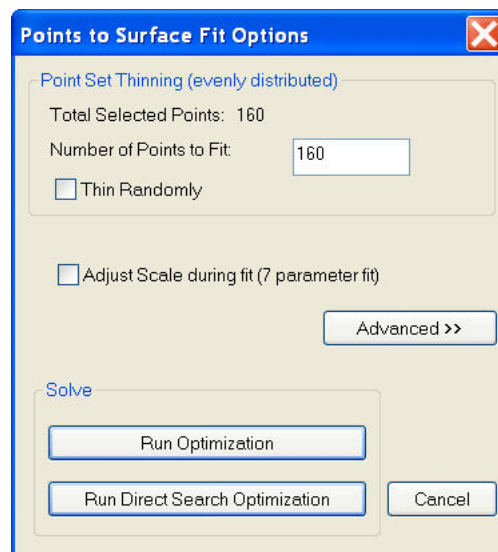 Points to Surface Fit Options
Point Set Thinning (evenly distributed)
Total Selected Points: 160
Number of Points to Fit: 160
Thin Randomly
Adjust Scale during fit (7 parameter fit)
Advanced >>
Solve
Run Optimization
Run Direct Search Optimization Cancel